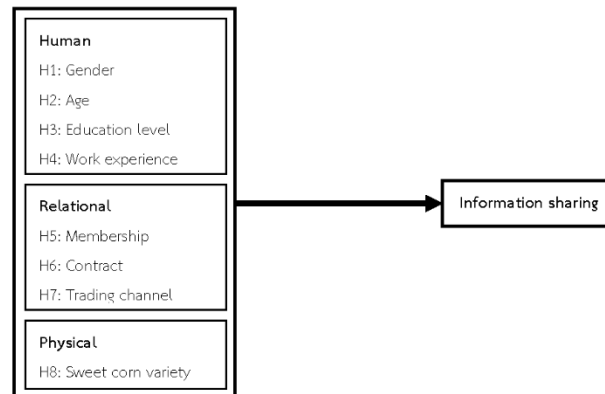 Human
H1: Gender
H2: Age
H3: Education level
H4: Work experience
Relational
H5: Membership
H6: Contract
H7: Trading channel
Physical
H8: Sweet corn variety
Information sharing